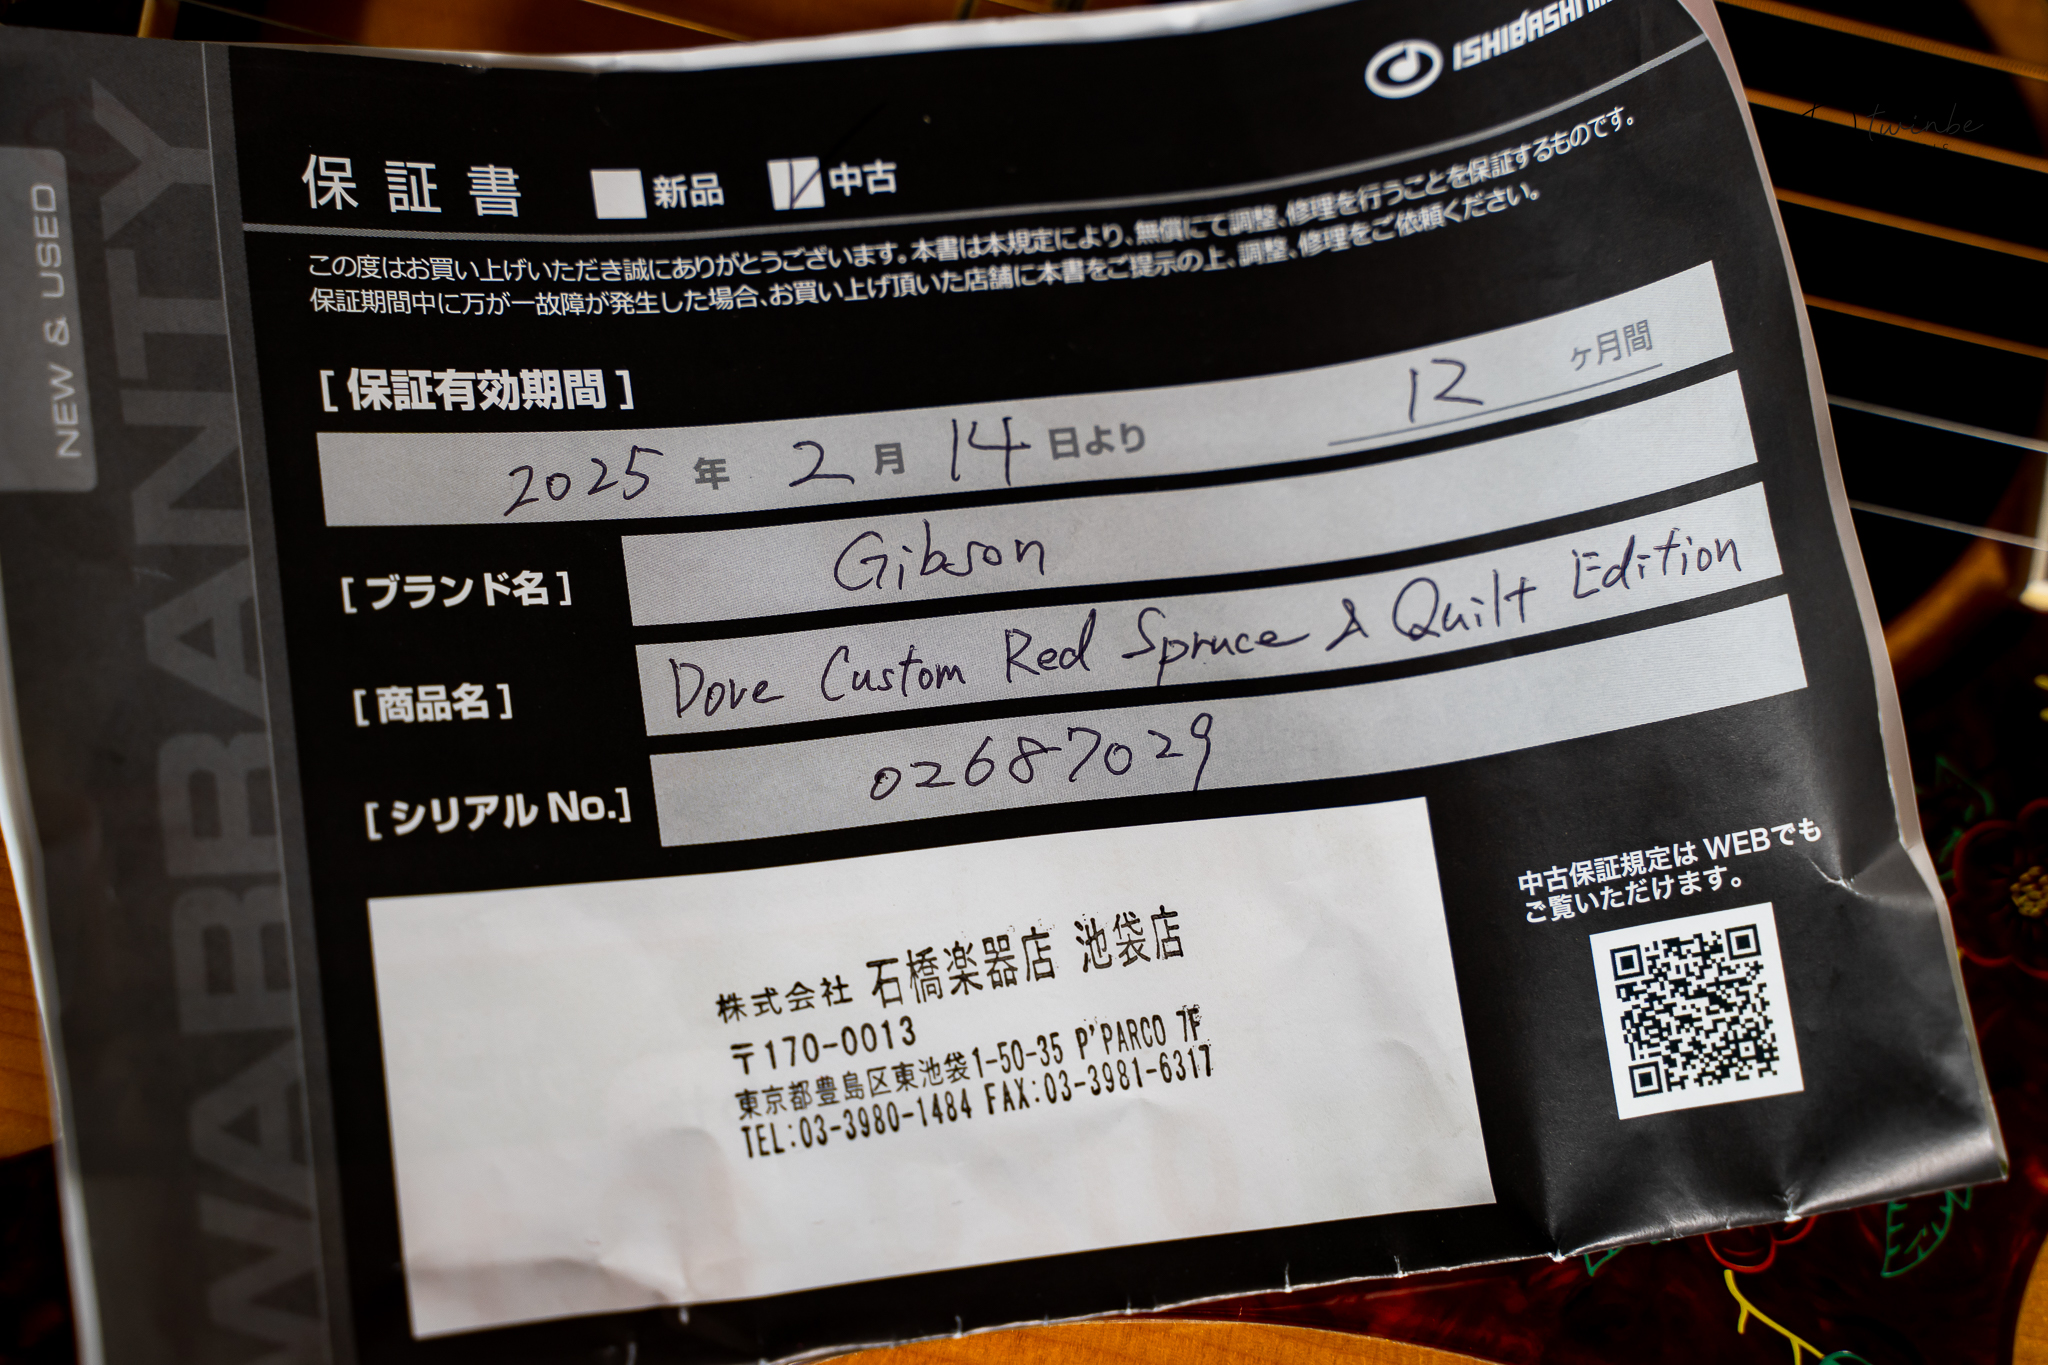 ISHIBASHI
twinbe
WARRANTY
NEW & USED
保証書 新品 中古
この度はお買い上げいただき誠にありがとうございます。本書は本規定により、無償にて調整、修理を行うことを保証するものです。
保証期間中に万が一故障が発生した場合、お買い上げ頂いた店舗に本書をご提示の上、調整、修理をご依頼ください。
[保証有効期間]
2025 年 2 月 14 日より 12 ヶ月間
[ブランド名] Gibson
[商品名] Dove Custom Red Spruce & Quilt Edition
[シリアル No.] 02687029
株式会社 石橋楽器店 池袋店
〒170-0013
東京都豊島区東池袋1-50-35 P'PARCO 7F
TEL:03-3980-1484 FAX:03-3981-6317
中古保証規定は WEBでも
ご覧いただけます。